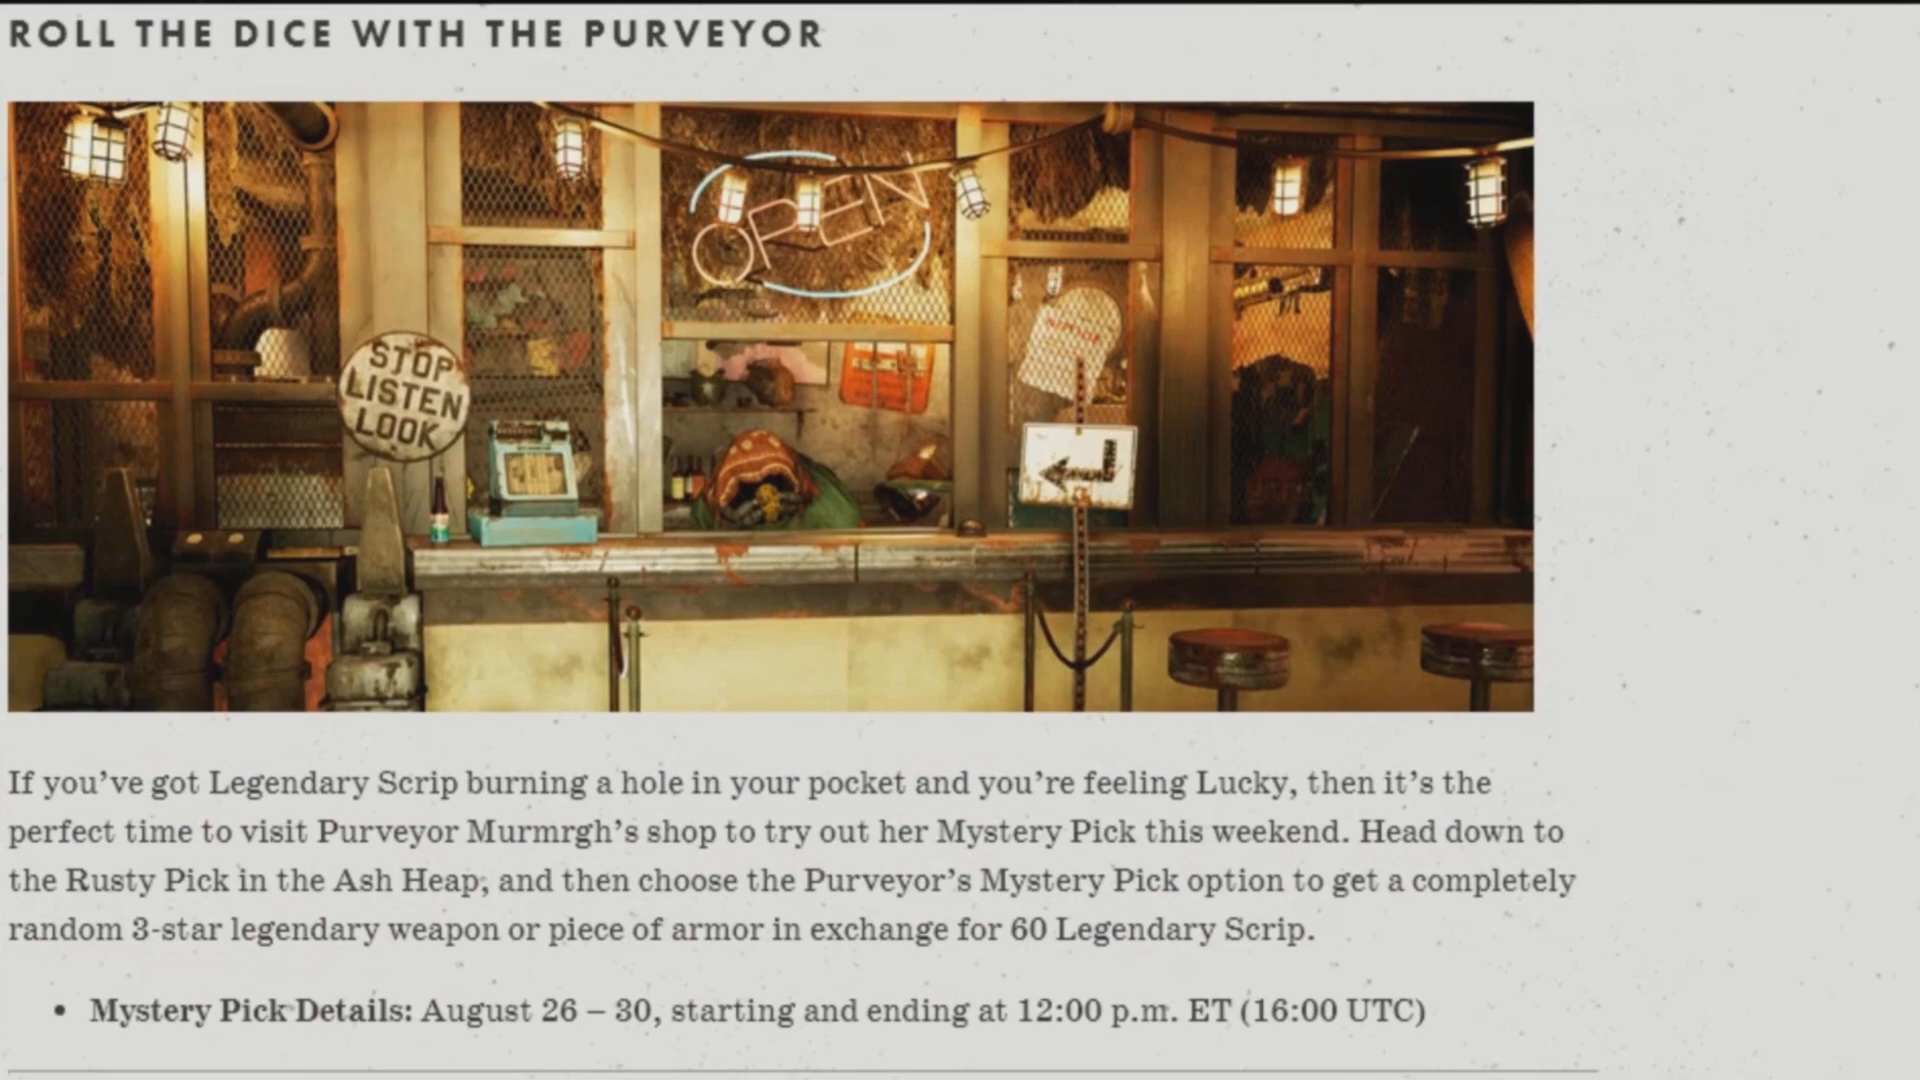 ROLL THE DICE WITH THE PURVEYOR
OPEN
STOP
LISTEN
LOOK
If you’ve got Legendary Scrip burning a hole in your pocket and you’re feeling Lucky, then it’s the
perfect time to visit Purveyor Murmrgh’s shop to try out her Mystery Pick this weekend. Head down to
the Rusty Pick in the Ash Heap, and then choose the Purveyor’s Mystery Pick option to get a completely
random 3-star legendary weapon or piece of armor in exchange for 60 Legendary Scrip.
• Mystery Pick Details: August 26 – 30, starting and ending at 12:00 p.m. ET (16:00 UTC)